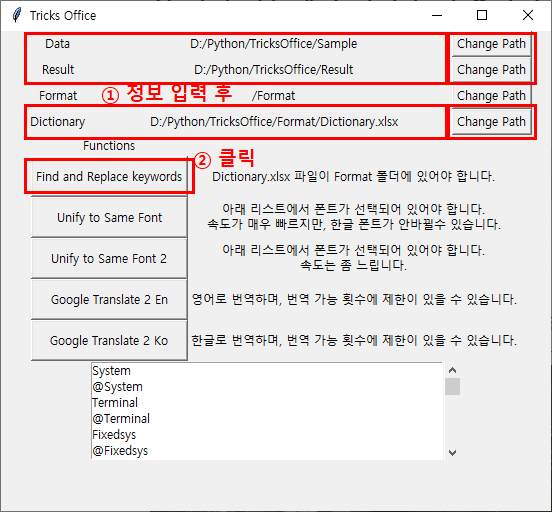 Tricks Office
Data D:/Python/TricksOffice/Sample Change Path
Result D:/Python/TricksOffice/Result Change Path
Format ① 정보 입력 후 /Format Change Path
Dictionary D:/Python/TricksOffice/Format/Dictionary.xlsx Change Path
Functions
② 클릭
Find and Replace keywords Dictionary.xlsx 파일이 Format 폴더에 있어야 합니다.
Unify to Same Font 아래 리스트에서 폰트가 선택되어 있어야 합니다.
속도가 매우 빠르지만, 한글 폰트가 안바뀔수 있습니다.
Unify to Same Font 2 아래 리스트에서 폰트가 선택되어 있어야 합니다.
속도는 좀 느립니다.
Google Translate 2 En 영어로 번역하며, 번역 가능 횟수에 제한이 있을 수 있습니다.
Google Translate 2 Ko 한글로 번역하며, 번역 가능 횟수에 제한이 있을 수 있습니다.
System
@System
Terminal
@Terminal
Fixedsys
@Fixedsys